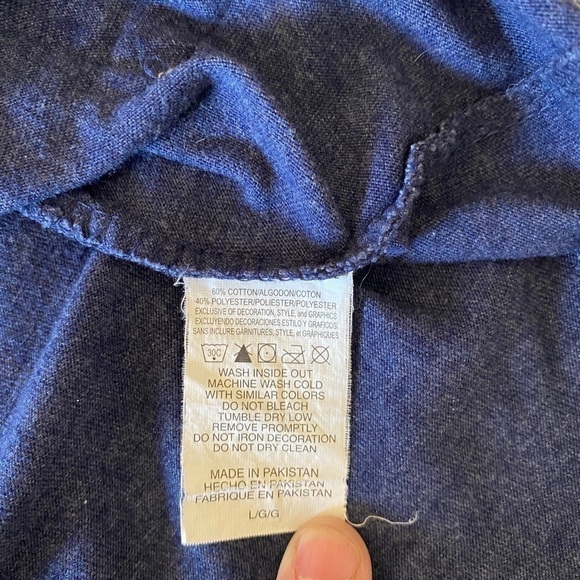 60% COTTON/ALGODON/COTON
40% POLYESTER/POLIESTER/POLYESTER
EXCLUSIVE OF DECORATION, STYLE, and GRAPHICS
EXCLUYENDO DECORACIONES ESTILO Y GRAFICOS,
SANS INCLURE GARNITURES, STYLE, et GRAPHIQUES
30C
WASH INSIDE OUT
MACHINE WASH COLD
WITH SIMILAR COLORS
DO NOT BLEACH
TUMBLE DRY LOW
REMOVE PROMPTLY
DO NOT IRON DECORATION
DO NOT DRY CLEAN
MADE IN PAKISTAN
HECHO EN PAKISTAN
FABRIQUE EN PAKISTAN
L/G/G